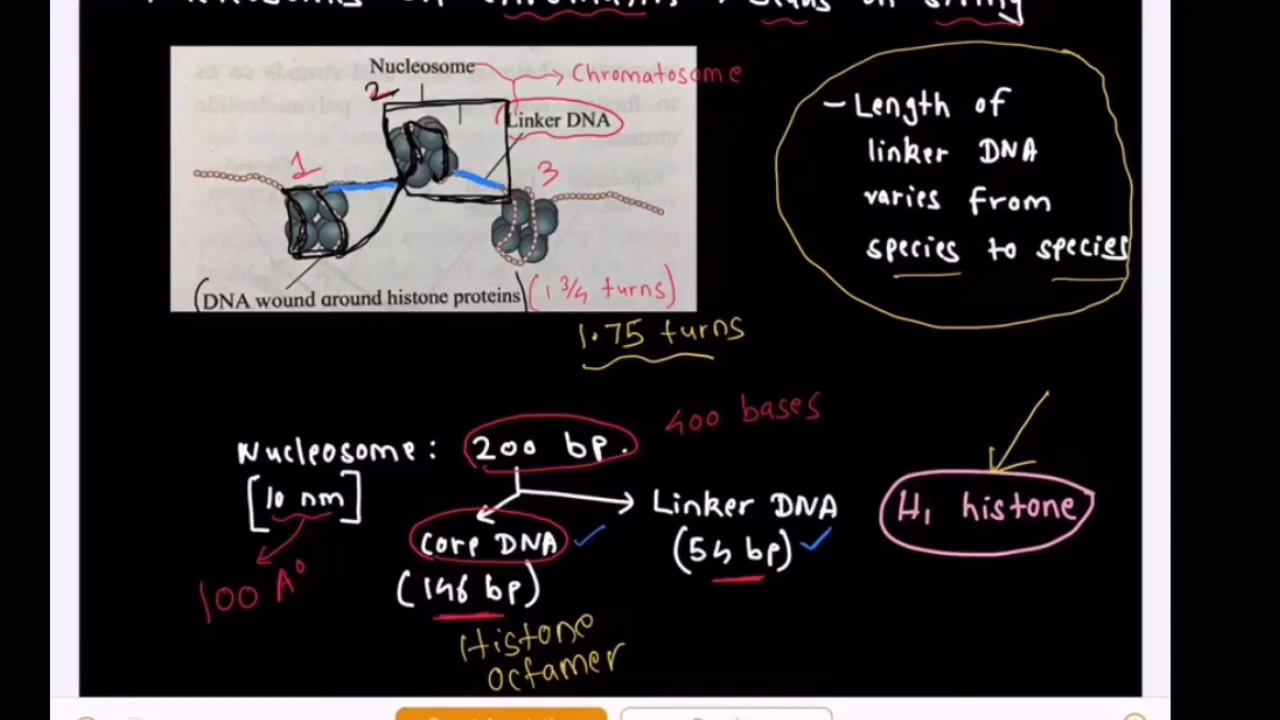 Nucleosome
→ Chromatosome
2
Linker DNA
1
3
(DNA wound around histone proteins) (1 3/4 turns)
1.75 turns
- Length of
linker DNA
varies from
species to species
Nucleosome: 200 bp. 400 bases
[10 nm]
100 A°
Core DNA
(146 bp)
Histone
octamer
Linker DNA
(54 bp)
H1 histone